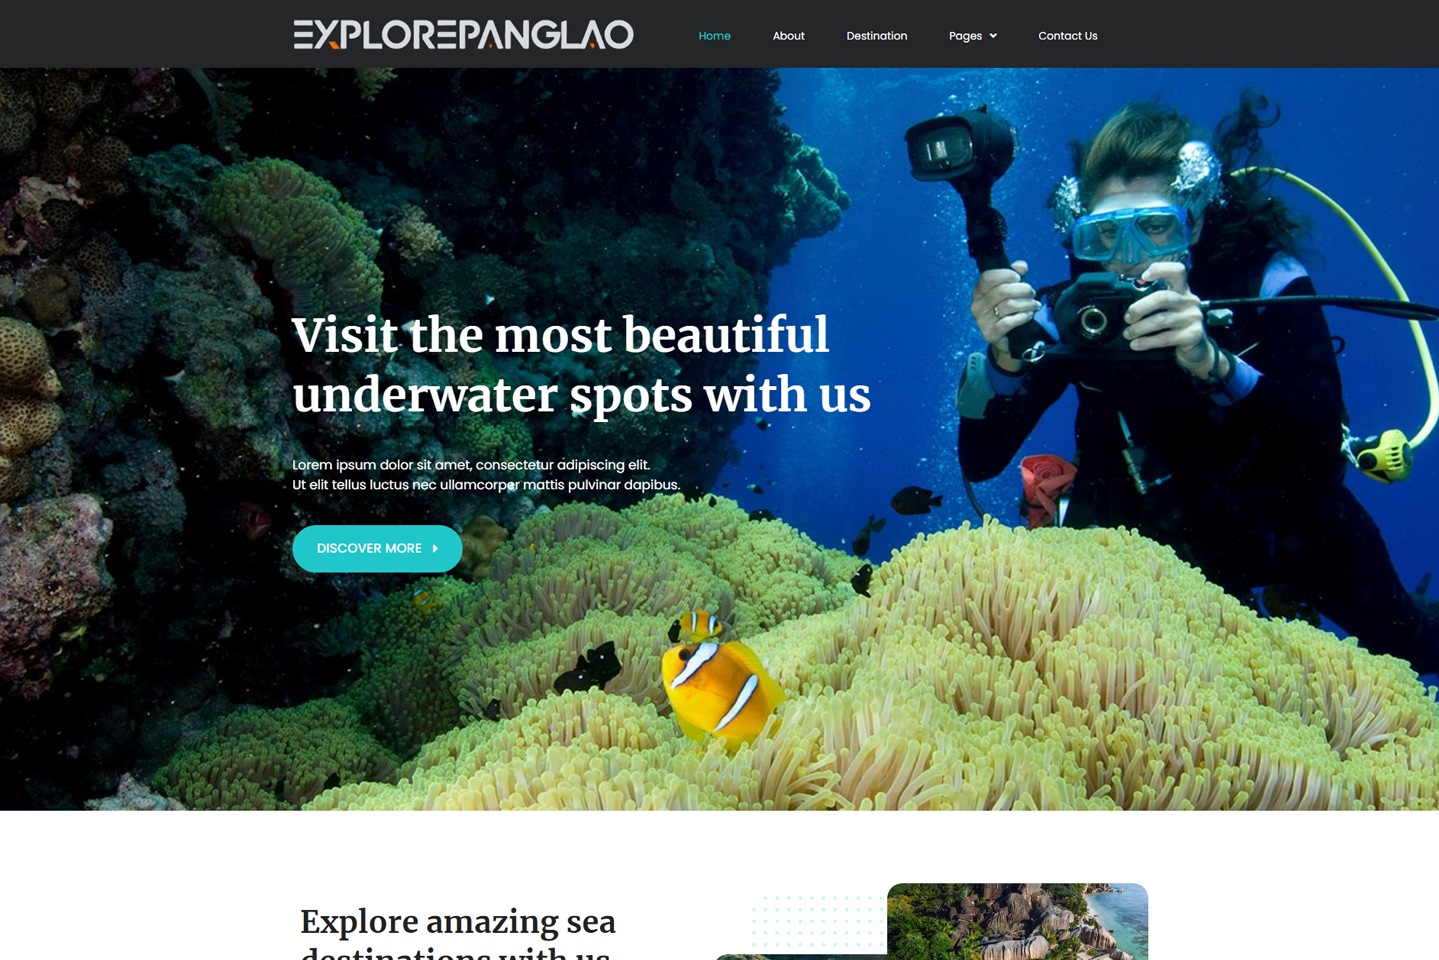 EXPLOREPANGLAO
Home
About
Destination
Pages
Contact Us
Visit the most beautiful
underwater spots with us
Lorem ipsum dolor sit amet, consectetur adipiscing elit.
Ut elit tellus luctus nec ullamcorper mattis pulvinar dapibus.
DISCOVER MORE
Explore amazing sea
destinations with us